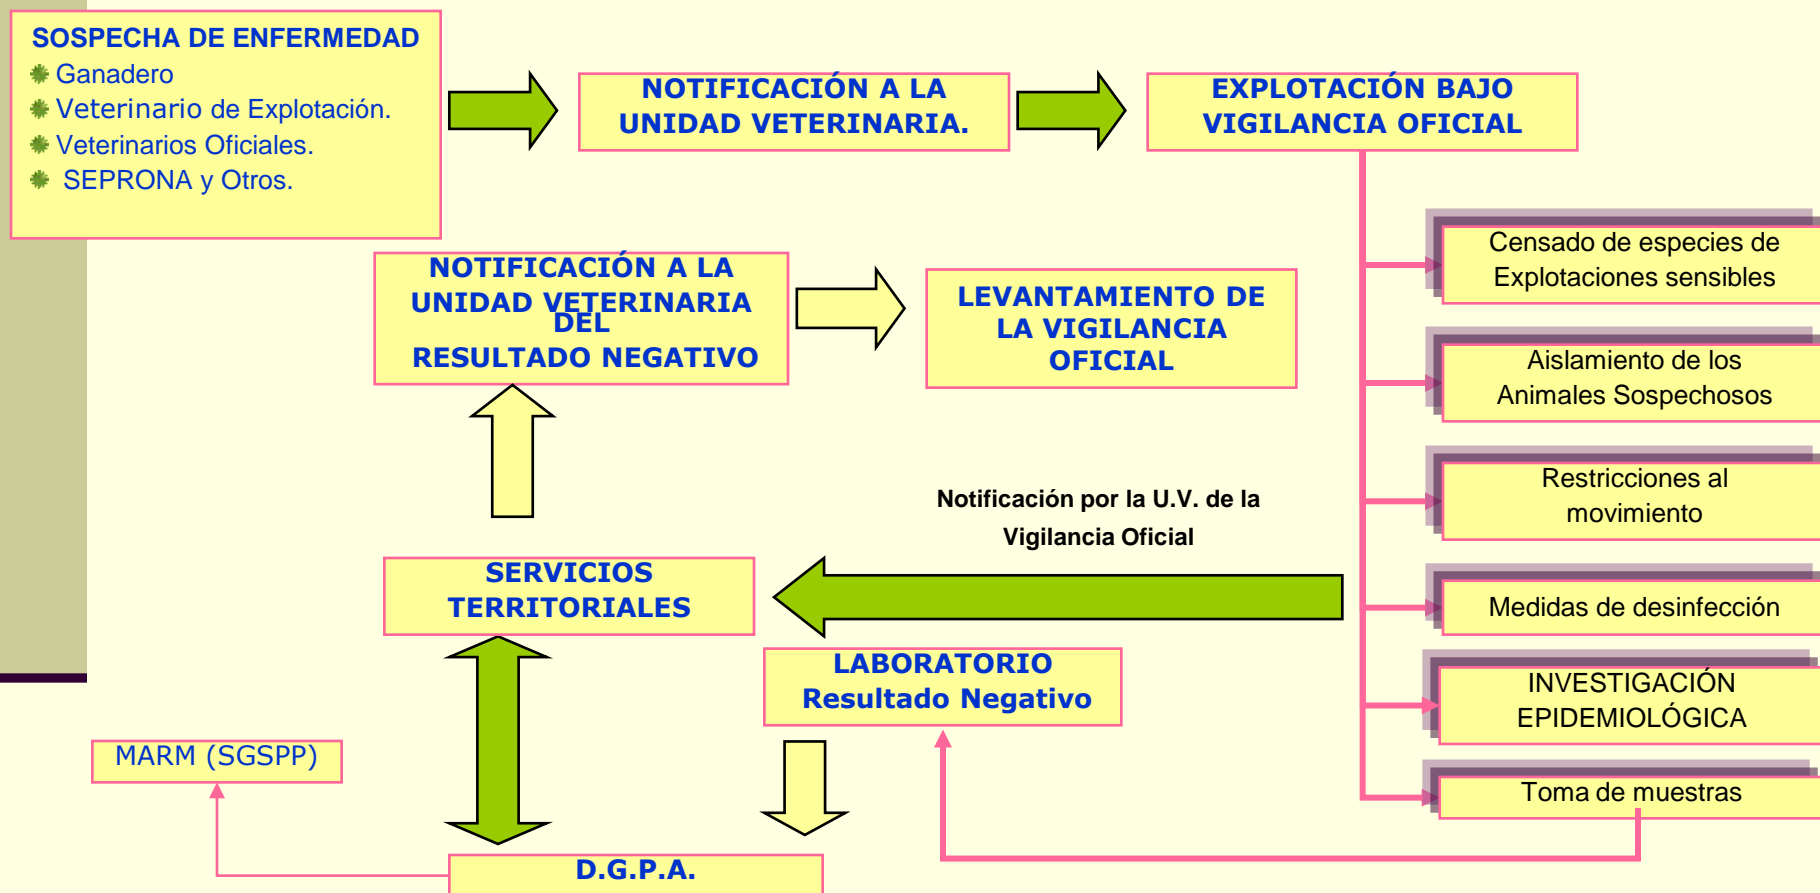 SOSPECHA DE ENFERMEDAD
Ganadero
Veterinario de Explotación.
Veterinarios Oficiales.
SEPRONA y Otros.
NOTIFICACIÓN A LA
UNIDAD VETERINARIA.
EXPLOTACIÓN BAJO
VIGILANCIA OFICIAL
Censado de especies de
Explotaciones sensibles
NOTIFICACIÓN A LA
UNIDAD VETERINARIA
DEL
RESULTADO NEGATIVO
LEVANTAMIENTO DE
LA VIGILANCIA
OFICIAL
Aislamiento de los
Animales Sospechosos
Restricciones al
movimiento
Notificación por la U.V. de la
Vigilancia Oficial
SERVICIOS
TERRITORIALES
Medidas de desinfección
LABORATORIO
Resultado Negativo
INVESTIGACIÓN
EPIDEMIOLÓGICA
MARM (SGSPP)
Toma de muestras
D.G.P.A.